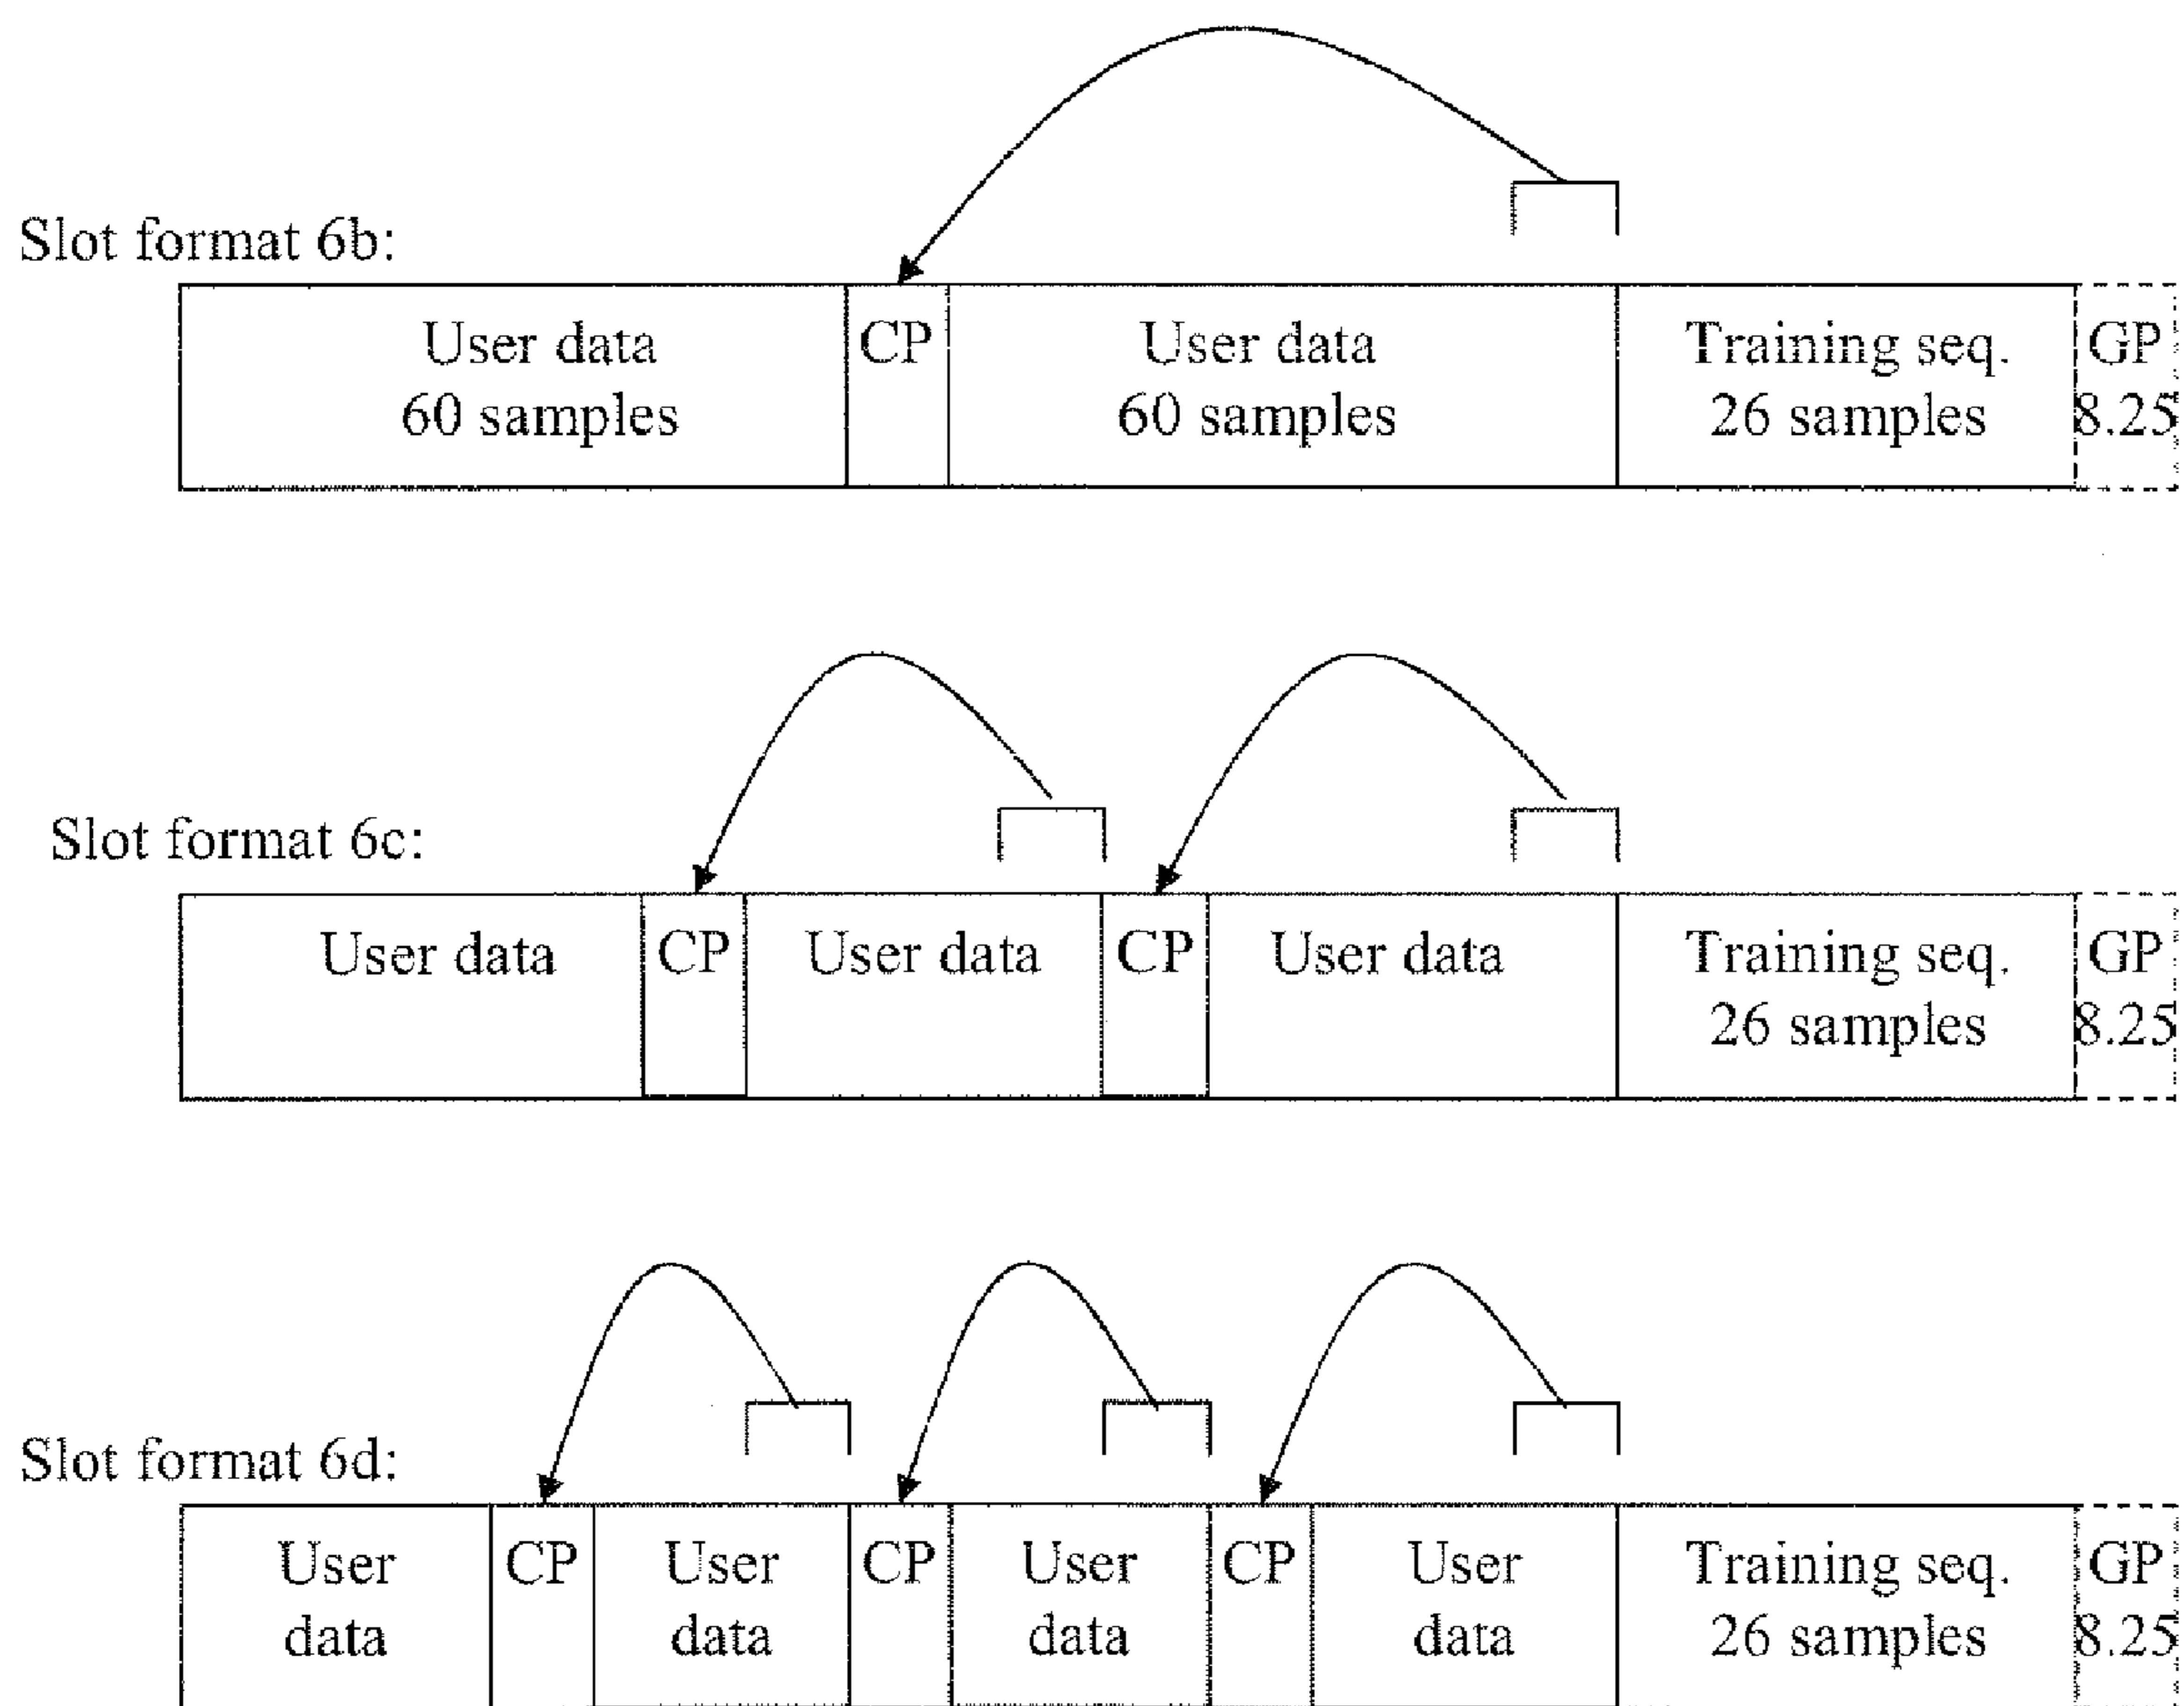 Slot format 6b:
User data CP User data Training seq. GP
60 samples 60 samples 26 samples 8.25
Slot format 6c:
User data CP User data CP User data Training seq. GP
26 samples 8.25
Slot format 6d:
User CP User CP User CP User Training seq. GP
data data data data 26 samples 8.25